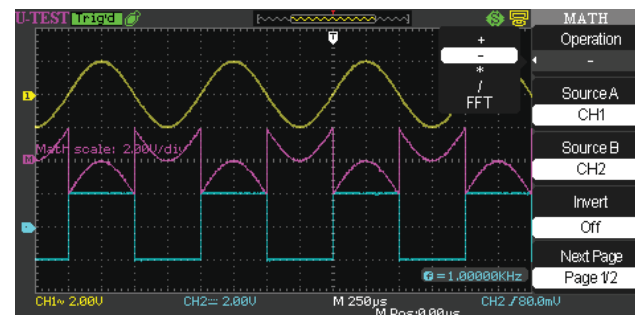 U-TEST Trig'd MATH
T
+
-
*
/
FFT
Operation
-
Source A
CH1
Source B
CH2
Invert
Off
Next Page
Page 1/2
1
Math scale: 2.00V/div
M
f = 1.00000KHz
CH1~ 2.00V CH2 2.00V M 250µs CH2 / 80.0mV
M Pos:0.00µs